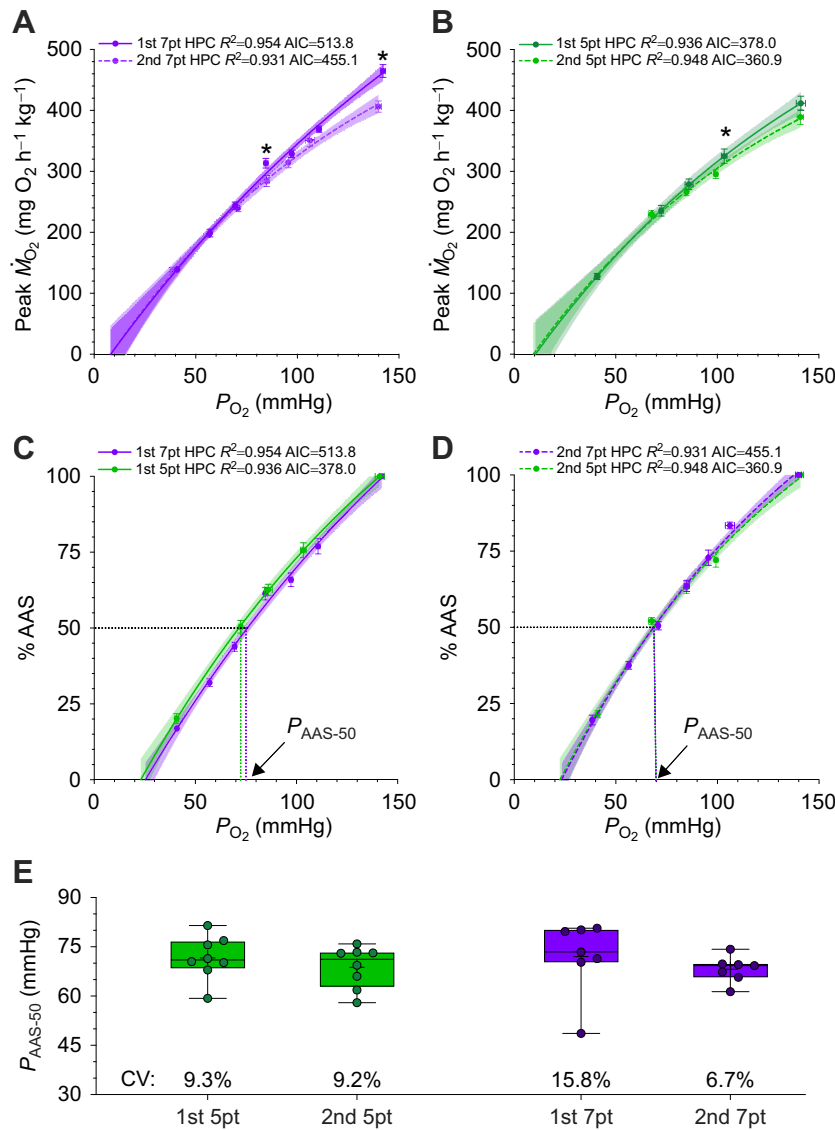 A
1st 7pt HPC R²=0.954 AIC=513.8
2nd 7pt HPC R²=0.931 AIC=455.1
Peak ṀO₂ (mg O₂ h⁻¹ kg⁻¹)
500
400
300
200
100
0
*
*
0 50 100 150
PO₂ (mmHg)
B
1st 5pt HPC R²=0.936 AIC=378.0
2nd 5pt HPC R²=0.948 AIC=360.9
Peak ṀO₂ (mg O₂ h⁻¹ kg⁻¹)
500
400
300
200
100
0
*
0 50 100 150
PO₂ (mmHg)
C
1st 7pt HPC R²=0.954 AIC=513.8
1st 5pt HPC R²=0.936 AIC=378.0
% AAS
100
75
50
25
0
PAAS-50
0 50 100 150
PO₂ (mmHg)
D
2nd 7pt HPC R²=0.931 AIC=455.1
2nd 5pt HPC R²=0.948 AIC=360.9
% AAS
100
75
50
25
0
PAAS-50
0 50 100 150
PO₂ (mmHg)
E
PAAS-50 (mmHg)
90
75
60
45
30
CV: 9.3% 9.2% 15.8% 6.7%
1st 5pt 2nd 5pt 1st 7pt 2nd 7pt